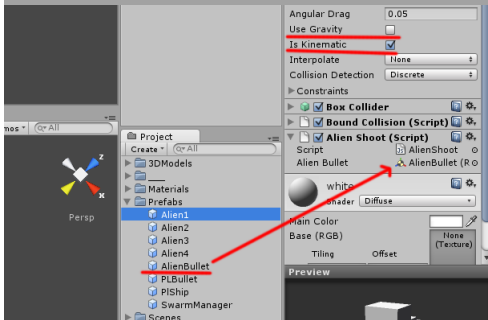 Angular Drag 0.05
Use Gravity
Is Kinematic
Interpolate None
Collision Detection Discrete
Constraints
Box Collider
Bound Collision (Script)
Alien Shoot (Script)
Script AlienShoot
Alien Bullet AlienBullet (R
white
Shader Diffuse
Main Color
Base (RGB) None
(Texture)
Tiling Offset
Preview
mos All
z
x
Persp
Project
Create All
3DModels
___
Materials
Prefabs
Alien1
Alien2
Alien3
Alien4
AlienBullet
PLBullet
PlShip
SwarmManager
Scenes